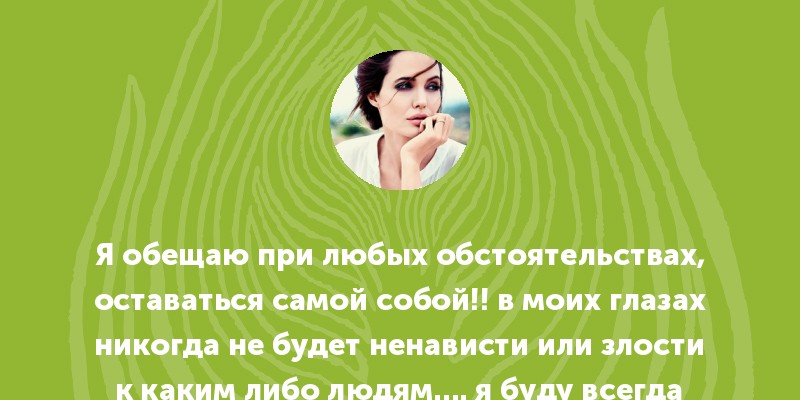 Я обещаю при любых обстоятельствах,
оставаться самой собой!! в моих глазах
никогда не будет ненависти или злости
к каким либо людям.... я буду всегда